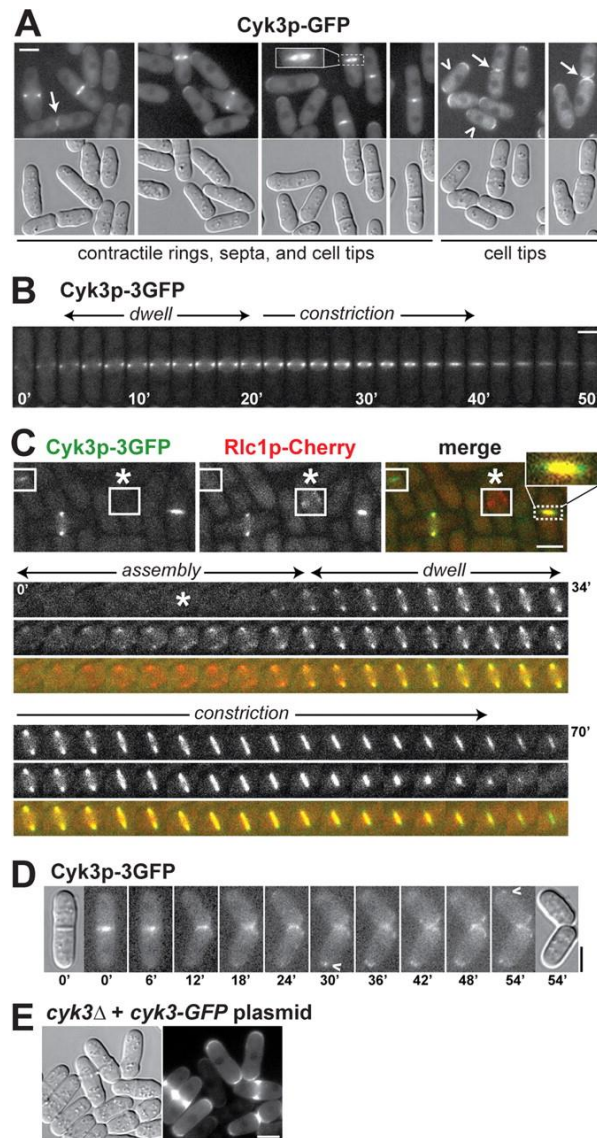 A
Cyk3p-GFP
contractile rings, septa, and cell tips
cell tips
B
Cyk3p-3GFP
dwell
constriction
0' 10' 20' 30' 40' 50'
C
Cyk3p-3GFP Rlc1p-Cherry merge
* * *
assembly dwell
0' * 34'
constriction
70'
D
Cyk3p-3GFP
0' 0' 6' 12' 18' 24' 30' 36' 42' 48' 54' 54'
E
cyk3Δ + cyk3-GFP plasmid